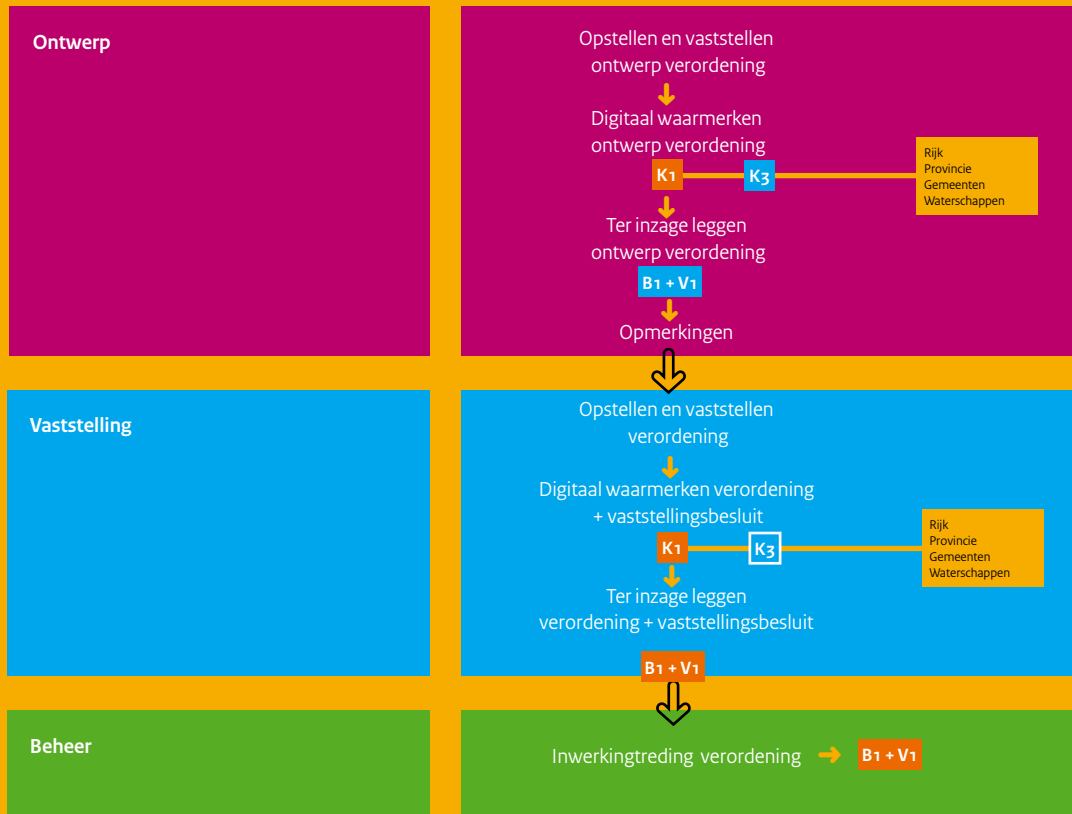 Ontwerp
Opstellen en vaststellen
ontwerp verordening
Digitaal waarmerken
ontwerp verordening
K1
K3
Rijk
Provincie
Gemeenten
Waterschappen
Ter inzage leggen
ontwerp verordening
B1 + V1
Opmerkingen
Vaststelling
Opstellen en vaststellen
verordening
Digitaal waarmerken verordening
+ vaststellingsbesluit
K1
K3
Rijk
Provincie
Gemeenten
Waterschappen
Ter inzage leggen
verordening + vaststellingsbesluit
B1 + V1
Beheer
Inwerkingtreding verordening
B1 + V1